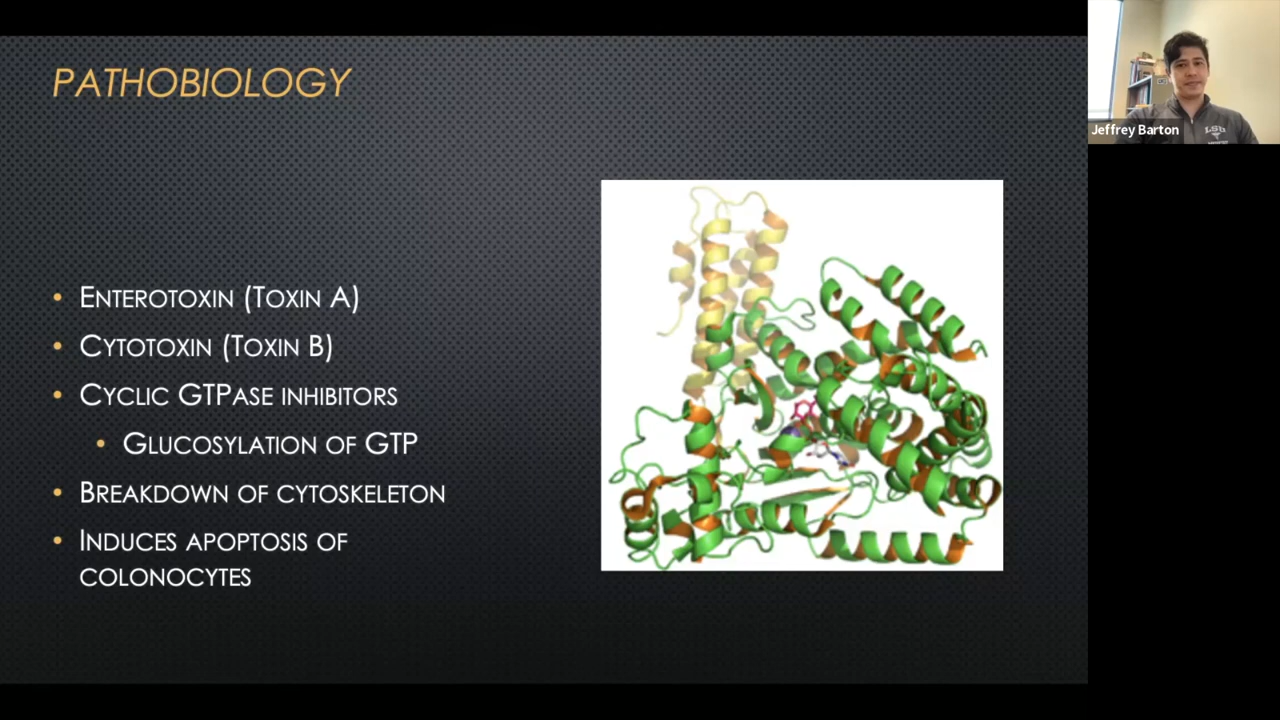 PATHOBIOLOGY
ENTEROTOXIN (TOXIN A)
CYTOTOXIN (TOXIN B)
CYCLIC GTPASE INHIBITORS
GLUCOSYLATION OF GTP
BREAKDOWN OF CYTOSKELETON
INDUCES APOPTOSIS OF
COLONOCYTES
Jeffrey Barton
LSU